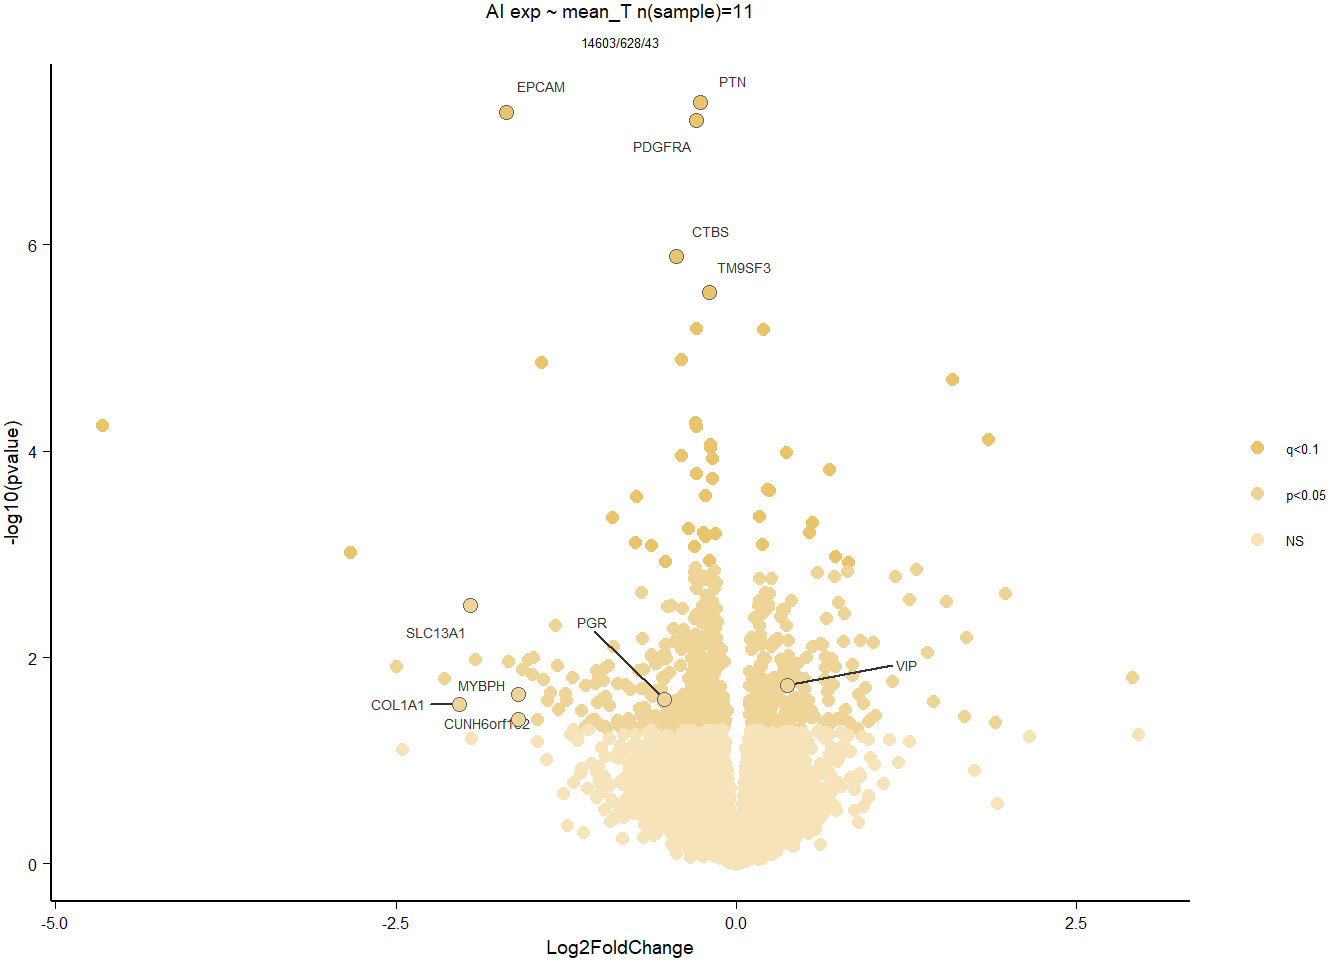 AI exp ~ mean_T n(sample)=11
14603/628/43
EPCAM
PTN
PDGFRA
CTBS
TM9SF3
SLC13A1
PGR
VIP
MYBPH
COL1A1
-log10(pvalue)
6
4
2
0
-5.0
-2.5
0.0
2.5
Log2FoldChange
q<0.1
p<0.05
NS